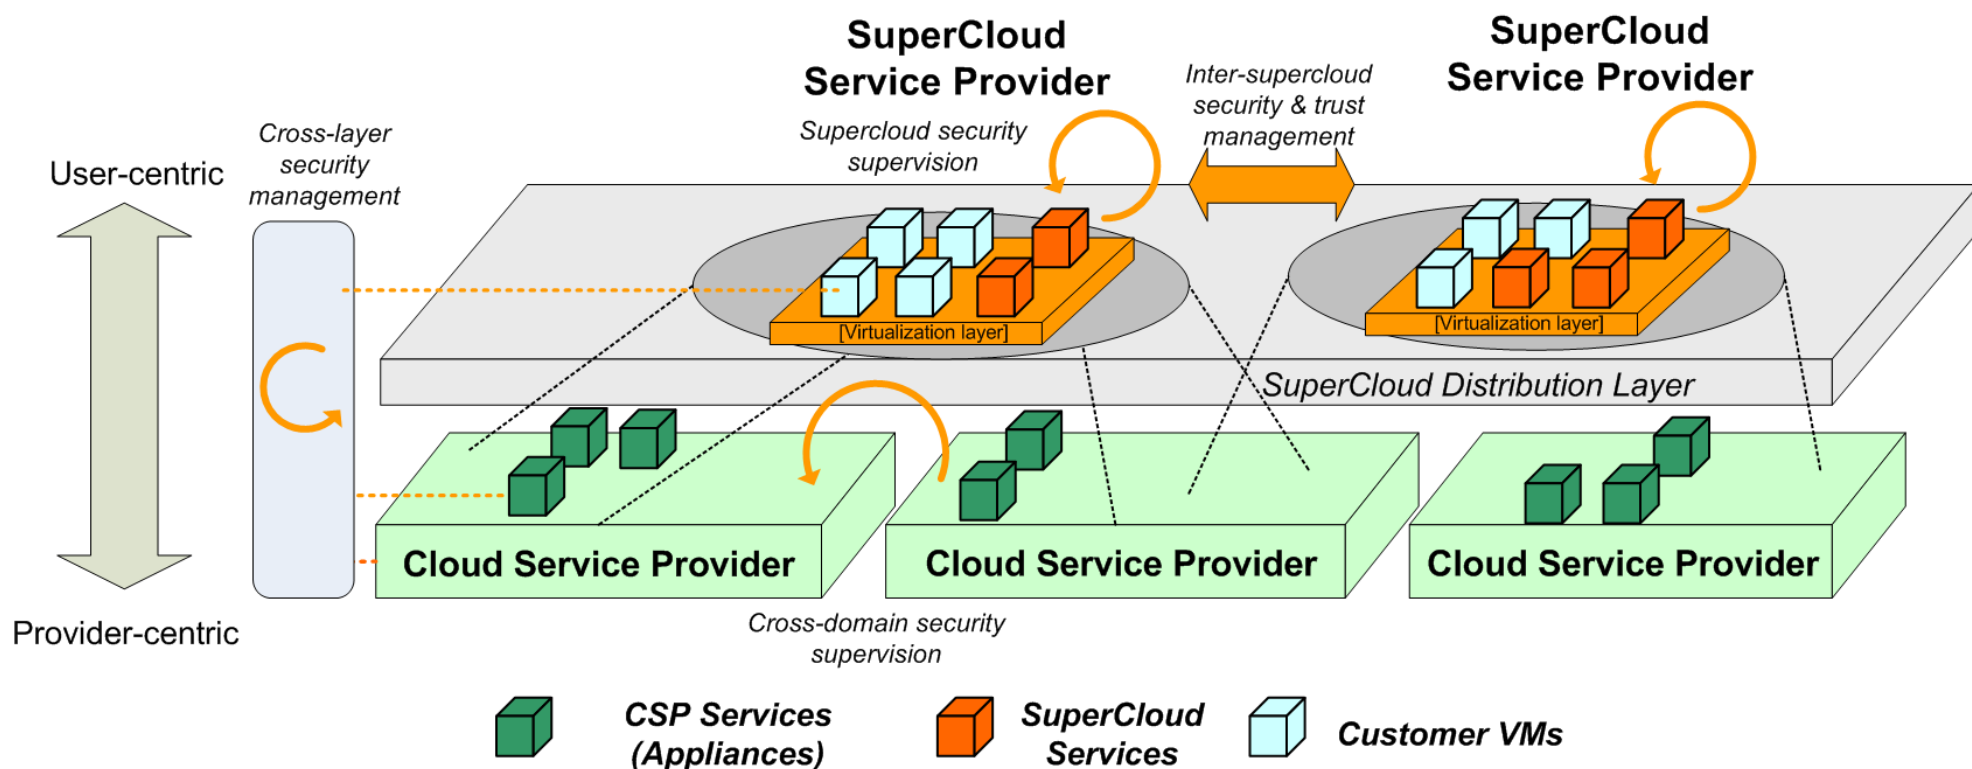 SuperCloud
Service Provider
SuperCloud
Service Provider
Inter-supercloud
security & trust
management
Supercloud security
supervision
Cross-layer
security
management
User-centric
[Virtualization layer]
[Virtualization layer]
SuperCloud Distribution Layer
Cloud Service Provider
Cloud Service Provider
Cloud Service Provider
Provider-centric
Cross-domain security
supervision
CSP Services
(Appliances)
SuperCloud
Services
Customer VMs